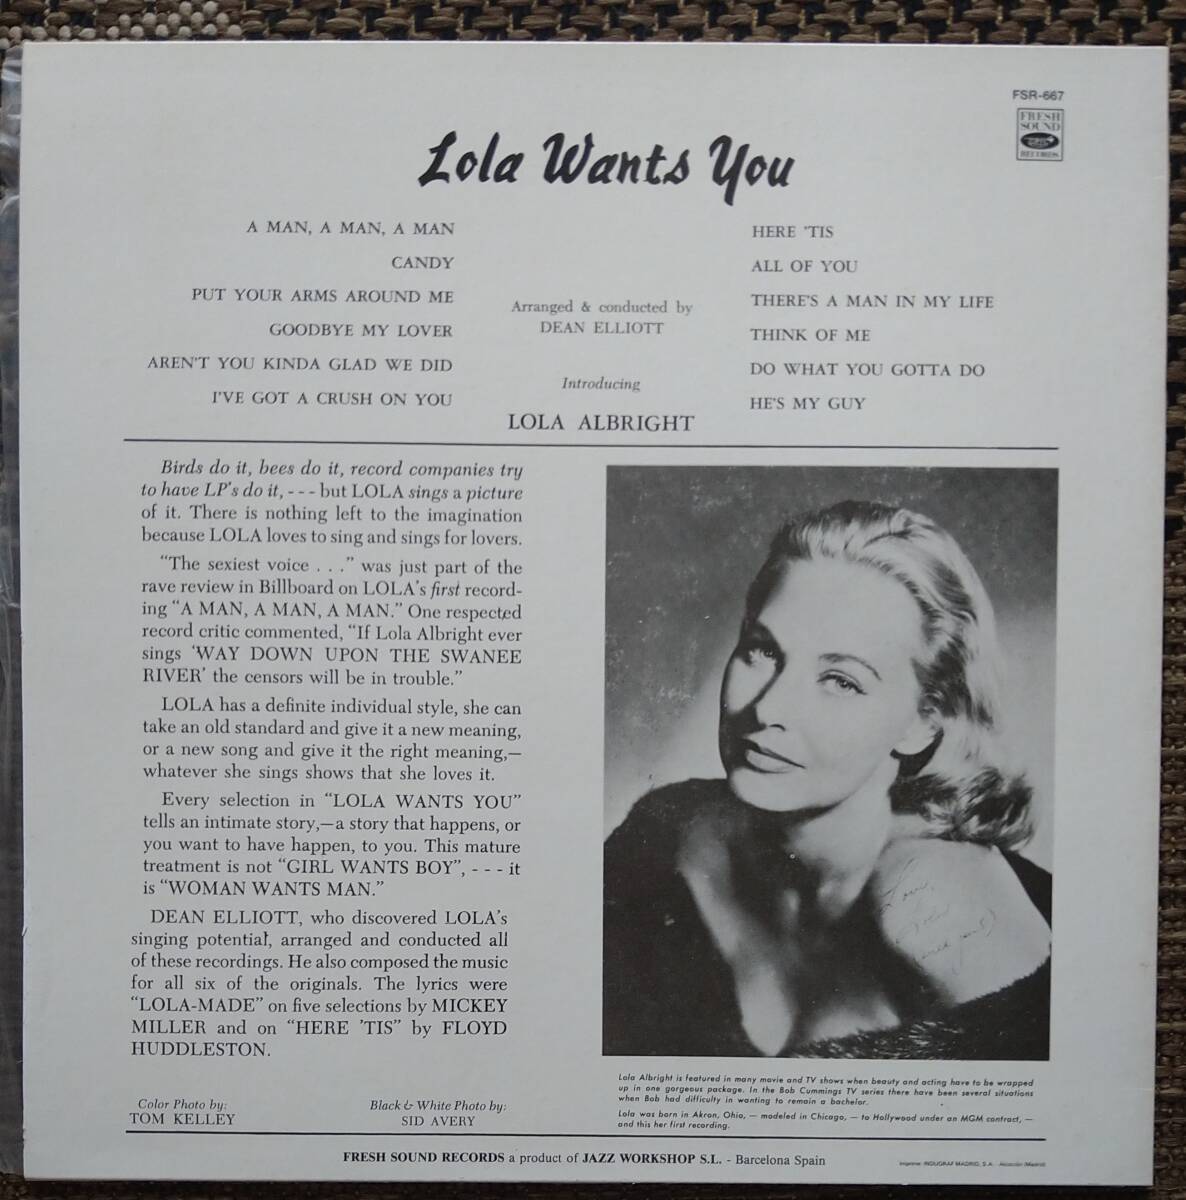 FSR-667
FRESH
SOUND
RECORDS
Lola Wants You
A MAN, A MAN, A MAN
CANDY
PUT YOUR ARMS AROUND ME
GOODBYE MY LOVER
AREN'T YOU KINDA GLAD WE DID
I'VE GOT A CRUSH ON YOU
Arranged & conducted by
DEAN ELLIOTT
Introducing
LOLA ALBRIGHT
HERE 'TIS
ALL OF YOU
THERE'S A MAN IN MY LIFE
THINK OF ME
DO WHAT YOU GOTTA DO
HE'S MY GUY
Birds do it, bees do it, record companies try
to have LP's do it, - - - but LOLA sings a picture
of it. There is nothing left to the imagination
because LOLA loves to sing and sings for lovers.
"The sexiest voice . . ." was just part of the
rave review in Billboard on LOLA's first record-
ing "A MAN, A MAN, A MAN." One respected
record critic commented, "If Lola Albright ever
sings 'WAY DOWN UPON THE SWANEE
RIVER' the censors will be in trouble."
LOLA has a definite individual style, she can
take an old standard and give it a new meaning,
or a new song and give it the right meaning,—
whatever she sings shows that she loves it.
Every selection in "LOLA WANTS YOU"
tells an intimate story,—a story that happens, or
you want to have happen, to you. This mature
treatment is not "GIRL WANTS BOY", - - - it
is "WOMAN WANTS MAN."
DEAN ELLIOTT, who discovered LOLA's
singing potential, arranged and conducted all
of these recordings. He also composed the music
for all six of the originals. The lyrics were
"LOLA-MADE" on five selections by MICKEY
MILLER and on "HERE 'TIS" by FLOYD
HUDDLESTON.
Color Photo by:
TOM KELLEY
Black & White Photo by:
SID AVERY
Love,
Lola Albright is featured in many movie and TV shows when beauty and acting have to be wrapped
up in one gorgeous package. In the Bob Cummings TV series there have been several situations
when Bob had difficulty in wanting to remain a bachelor.
Lola was born in Akron, Ohio, — modeled in Chicago, — to Hollywood under an MGM contract, —
and this her first recording.
FRESH SOUND RECORDS a product of JAZZ WORKSHOP S.L. - Barcelona Spain
Imprime: INDUGRAF MADRID, S.A. - (Madrid)